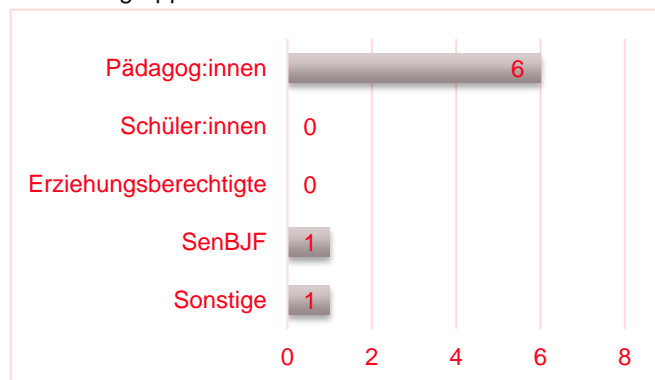 Pädagog:innen 6
Schüler:innen 0
Erziehungsberechtigte 0
SenBJF 1
Sonstige 1
0 2 4 6 8